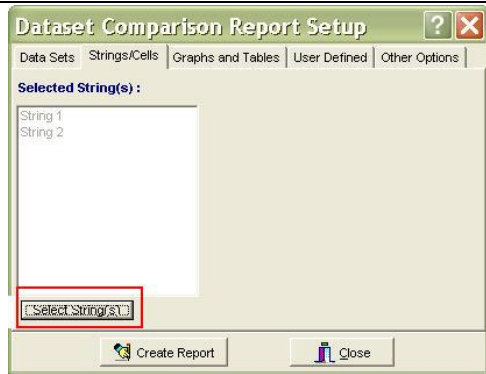 Dataset Comparison Report Setup
Data Sets Strings/Cells Graphs and Tables User Defined Other Options
Selected String(s) :
String 1
String 2
Select String(s)
Create Report Close